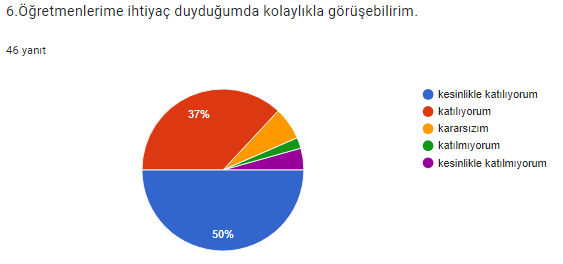 6.Öğretmenlerime ihtiyaç duyduğumda kolaylıkla görüşebilirim.
46 yanıt
kesinlikle katılıyorum
katılıyorum
kararsızım
katılmıyorum
kesinlikle katılmıyorum
37%
50%